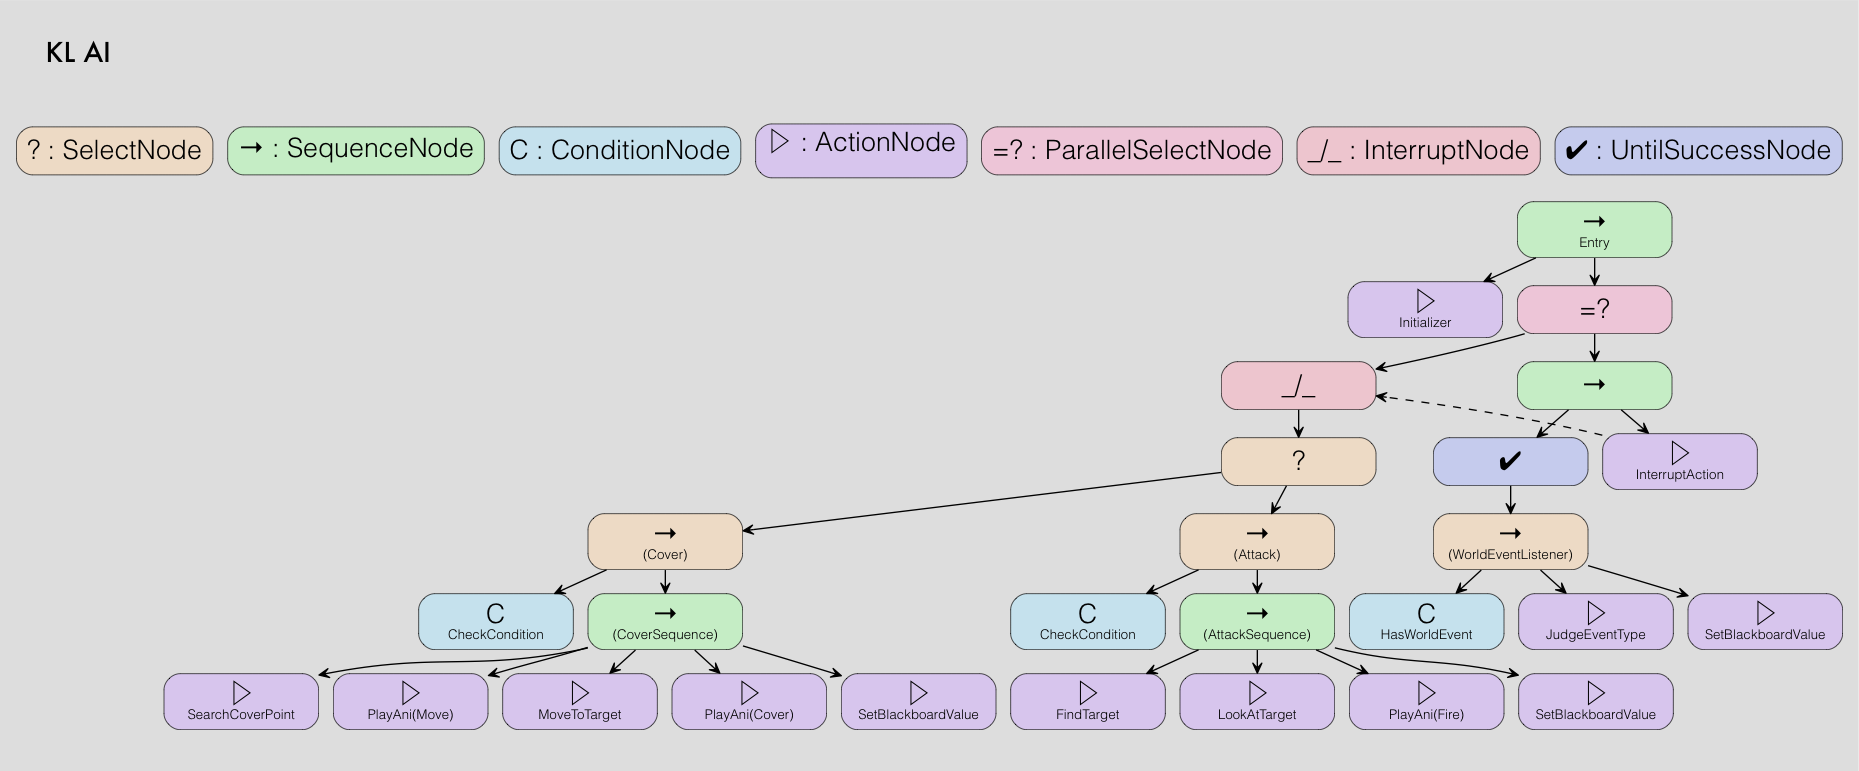 KL AI
? : SelectNode
→ : SequenceNode
C : ConditionNode
▷ : ActionNode
=? : ParallelSelectNode
_/_ : InterruptNode
✔ : UntilSuccessNode
→
Entry
▷
Initializer
=?
_/_
→
?
✔
▷
InterruptAction
→
(Cover)
→
(Attack)
→
(WorldEventListener)
C
CheckCondition
→
(CoverSequence)
C
CheckCondition
→
(AttackSequence)
C
HasWorldEvent
▷
JudgeEventType
▷
SetBlackboardValue
▷
SearchCoverPoint
▷
PlayAni(Move)
▷
MoveToTarget
▷
PlayAni(Cover)
▷
SetBlackboardValue
▷
FindTarget
▷
LookAtTarget
▷
PlayAni(Fire)
▷
SetBlackboardValue